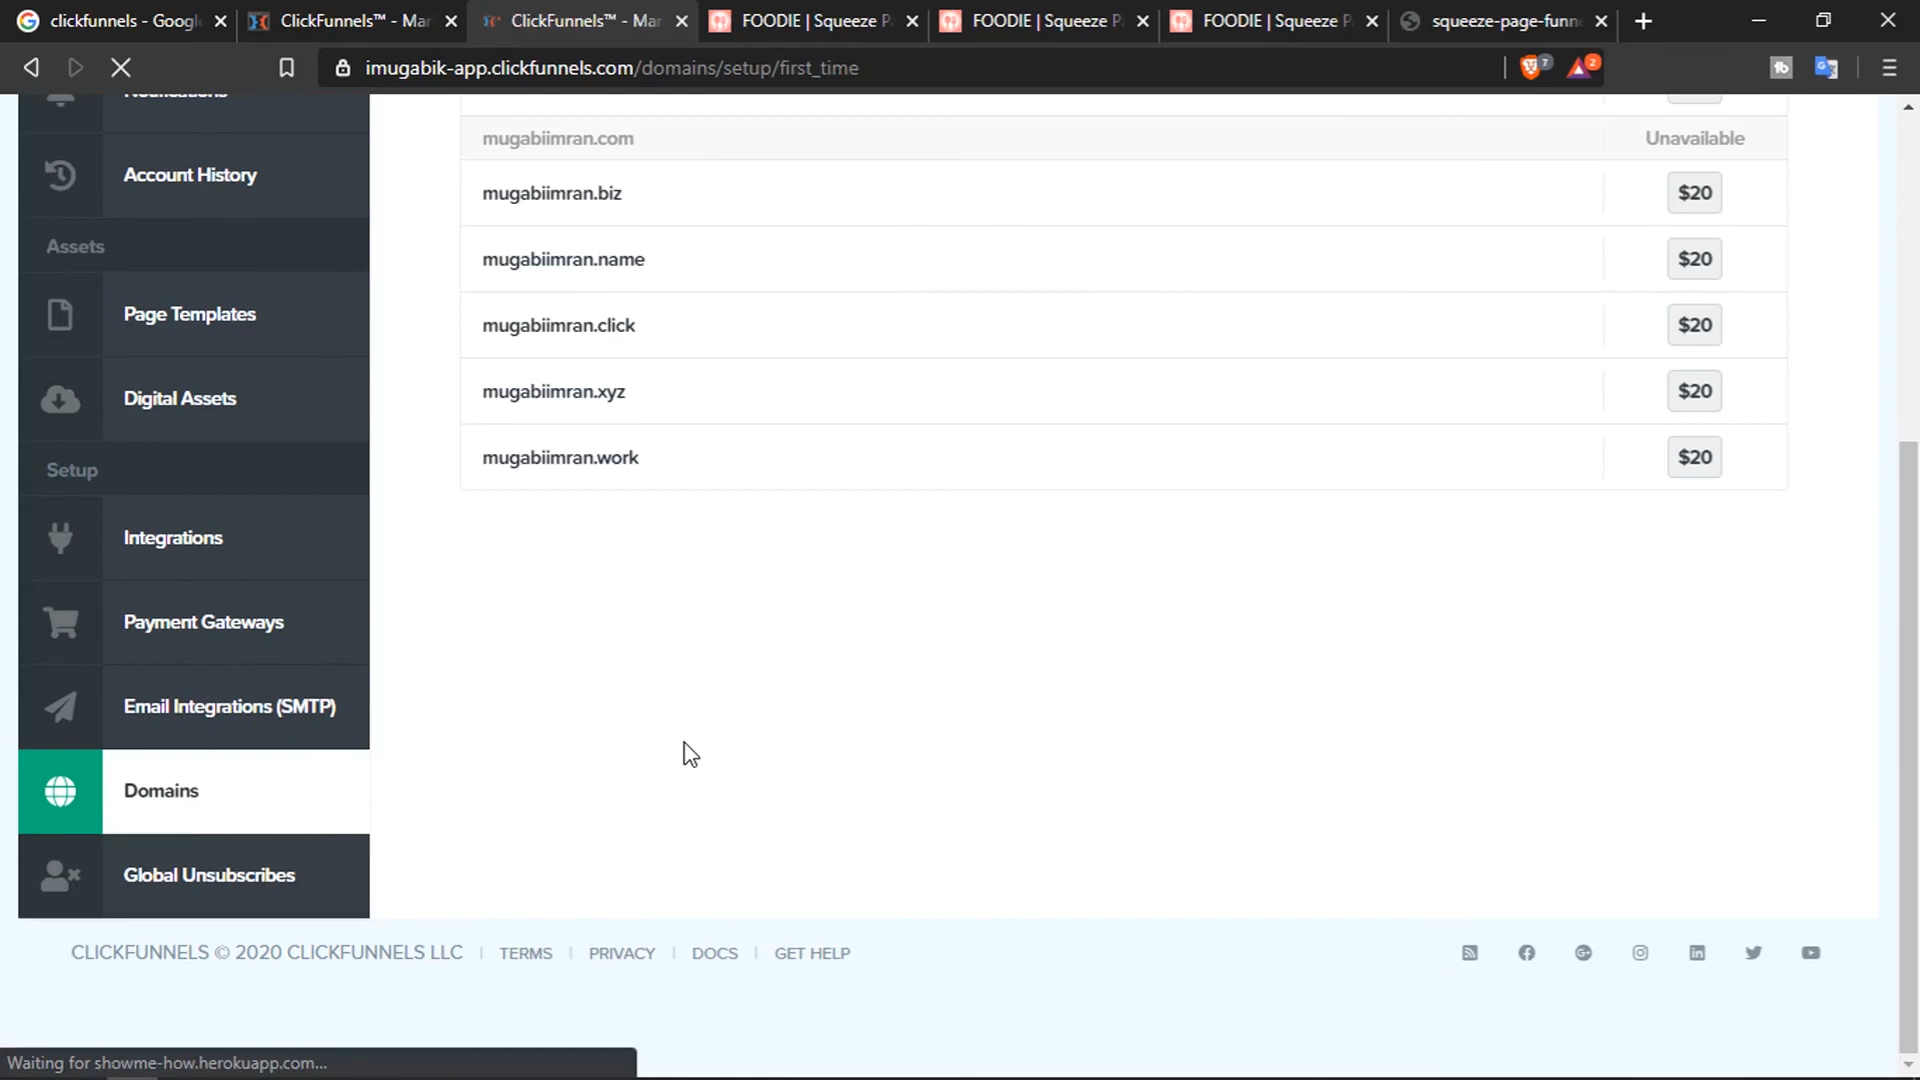 clickfunnels - Google
ClickFunnels™ - Mar
ClickFunnels™ - Mar
FOODIE | Squeeze P
FOODIE | Squeeze P
FOODIE | Squeeze P
squeeze-page-funn
imugabik-app.clickfunnels.com/domains/setup/first_time
7
2
Notifications
Account History
Assets
Page Templates
Digital Assets
Setup
Integrations
Payment Gateways
Email Integrations (SMTP)
Domains
Global Unsubscribes
mugabiimran.com Unavailable
mugabiimran.biz $20
mugabiimran.name $20
mugabiimran.click $20
mugabiimran.xyz $20
mugabiimran.work $20
CLICKFUNNELS © 2020 CLICKFUNNELS LLC | TERMS | PRIVACY | DOCS | GET HELP
Waiting for showme-how.herokuapp.com...